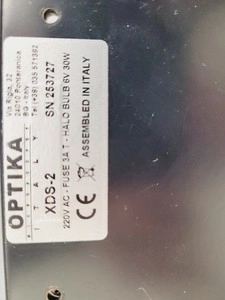 OPTIKA
MICROSCOPES
ITALY
Via Rigla, 32
24010 Ponteranica
BG - Italy
Tel (+39) 035 571392
XDS-2
SN 253727
220V AC - FUSE 3A T - HALO BULB 6V 30W
CE
ASSEMBLED IN ITALY